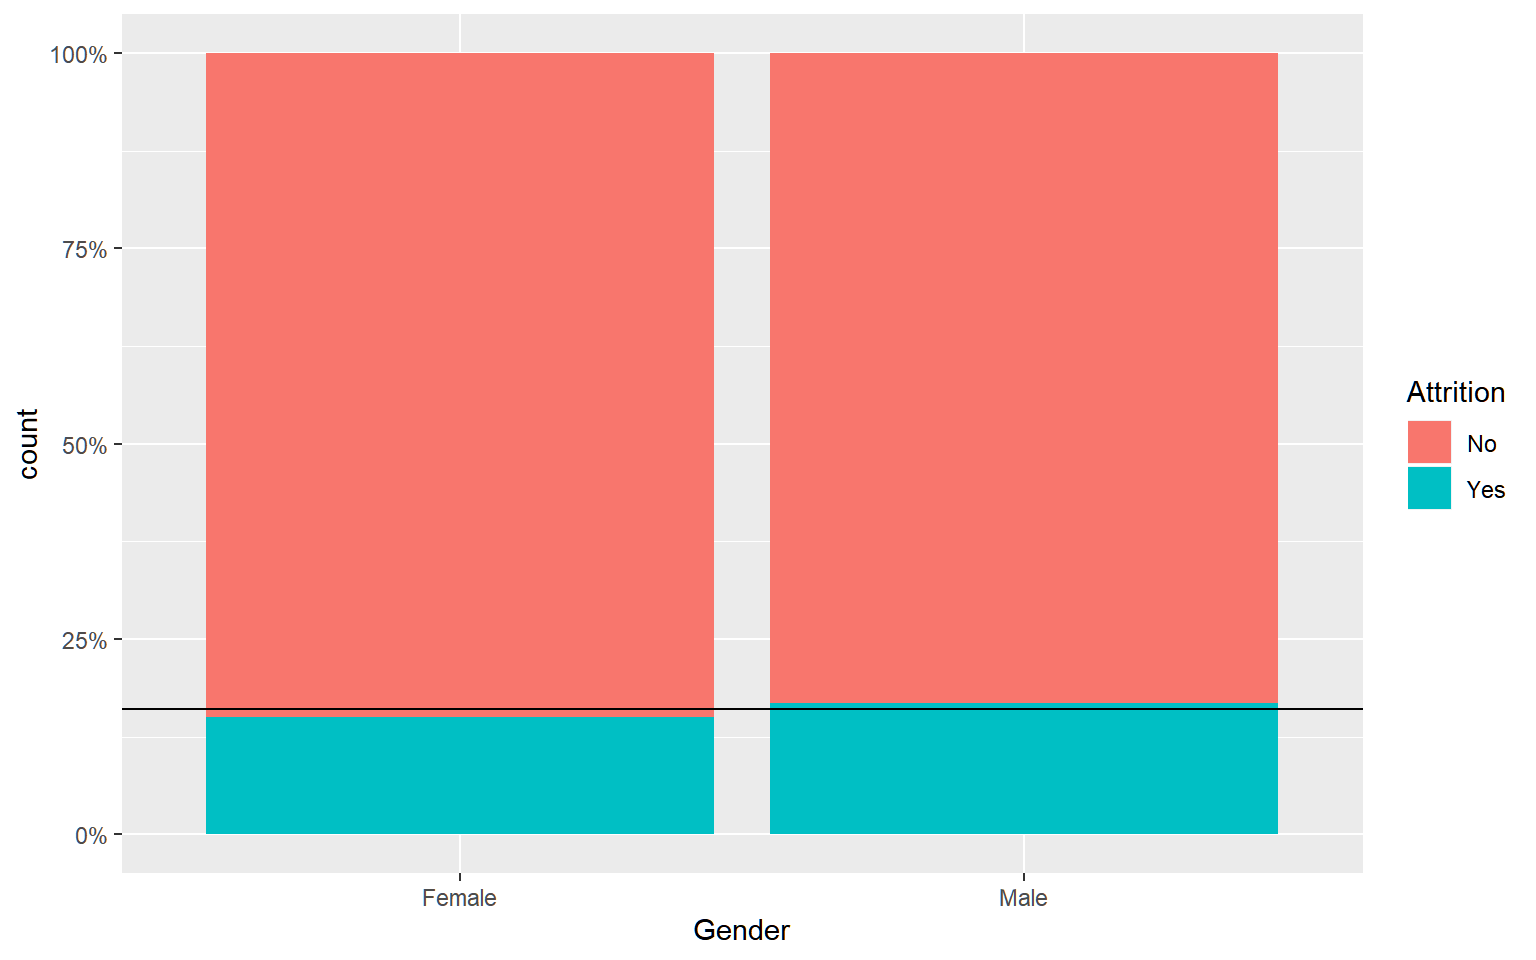 100%
75%
50%
25%
0%
count
Female
Male
Gender
Attrition
No
Yes